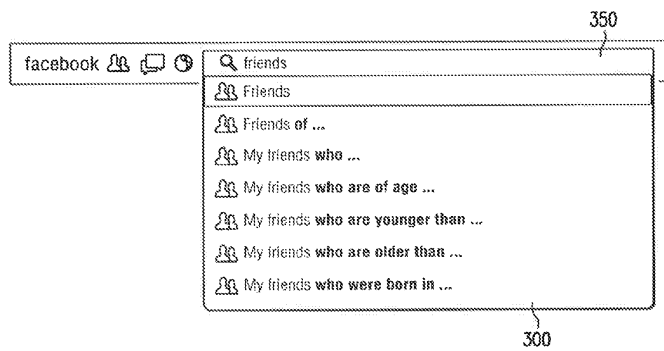 350
facebook friends
Friends
Friends of ...
My friends who ...
My friends who are of age ...
My friends who are younger than ...
My friends who are older than ...
My friends who were born in ...
300